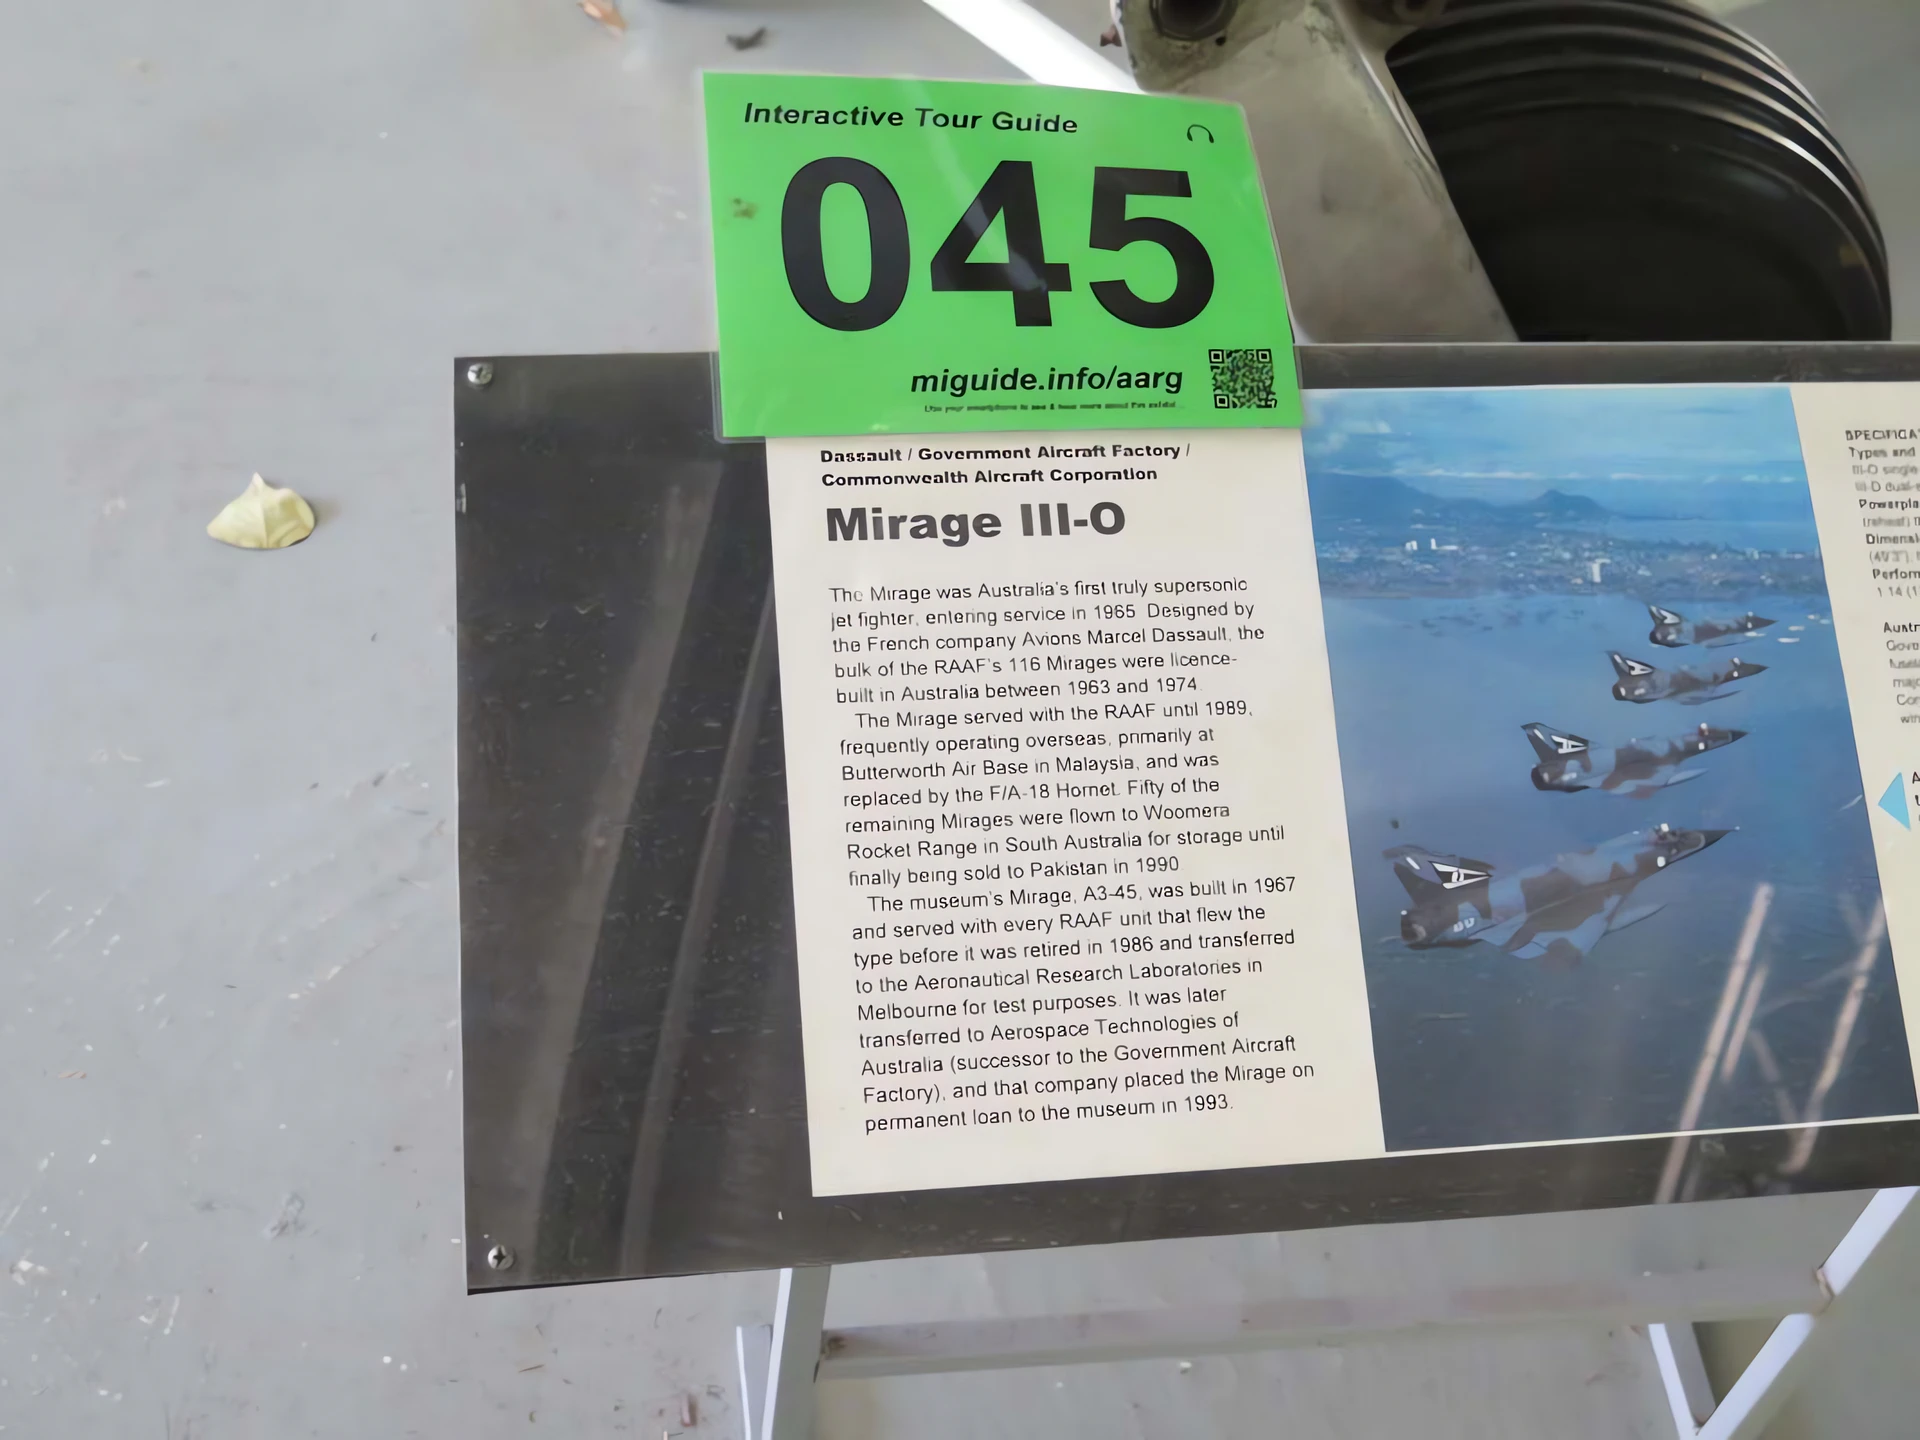 Interactive Tour Guide
045
miguide.info/aarg
Dassault / Government Aircraft Factory /
Commonwealth Aircraft Corporation
Mirage III-O
The Mirage was Australia's first truly supersonic
jet fighter, entering service in 1965. Designed by
the French company Avions Marcel Dassault, the
bulk of the RAAF's 116 Mirages were licence-
built in Australia between 1963 and 1974.
The Mirage served with the RAAF until 1989,
frequently operating overseas, primarily at
Butterworth Air Base in Malaysia, and was
replaced by the F/A-18 Hornet. Fifty of the
remaining Mirages were flown to Woomera
Rocket Range in South Australia for storage until
finally being sold to Pakistan in 1990.
The museum's Mirage, A3-45, was built in 1967
and served with every RAAF unit that flew the
type before it was retired in 1986 and transferred
to the Aeronautical Research Laboratories in
Melbourne for test purposes. It was later
transferred to Aerospace Technologies of
Australia (successor to the Government Aircraft
Factory), and that company placed the Mirage on
permanent loan to the museum in 1993.
Types and
III-O single